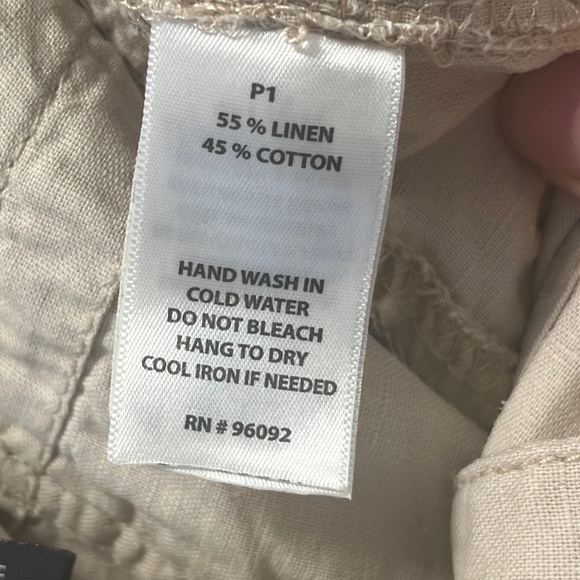 P1
55 % LINEN
45 % COTTON
HAND WASH IN
COLD WATER
DO NOT BLEACH
HANG TO DRY
COOL IRON IF NEEDED
RN # 96092